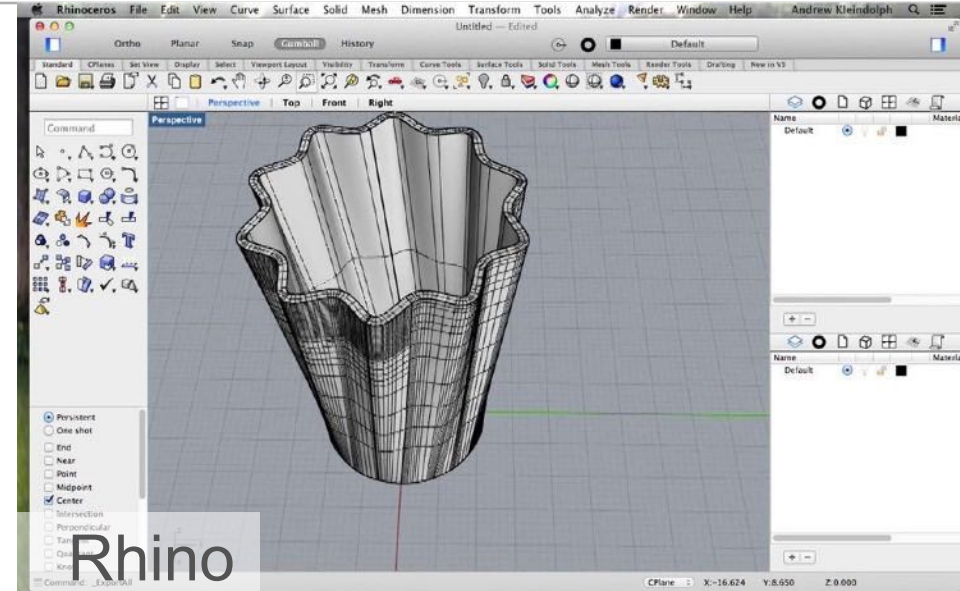 Rhinoceros File Edit View Curve Surface Solid Mesh Dimension Transform Tools Analyze Render Window Help Andrew Kleindolph
Untitled — Edited
Ortho Planar Snap Gumball History Default
Standard CPlanes Set View Display Select Viewport Layout Visibility Transform Curve Tools Surface Tools Solid Tools Mesh Tools Render Tools Drafting New in V5
Perspective Top Front Right
Command
Perspective
Name Materia
Default
Name Materia
Default
Persistent
One shot
End
Near
Point
Midpoint
Center
Intersection
Perpendicular
Rhino
Command: _ExportAll
CPlane X:-16.624 Y:8.650 Z:0.000